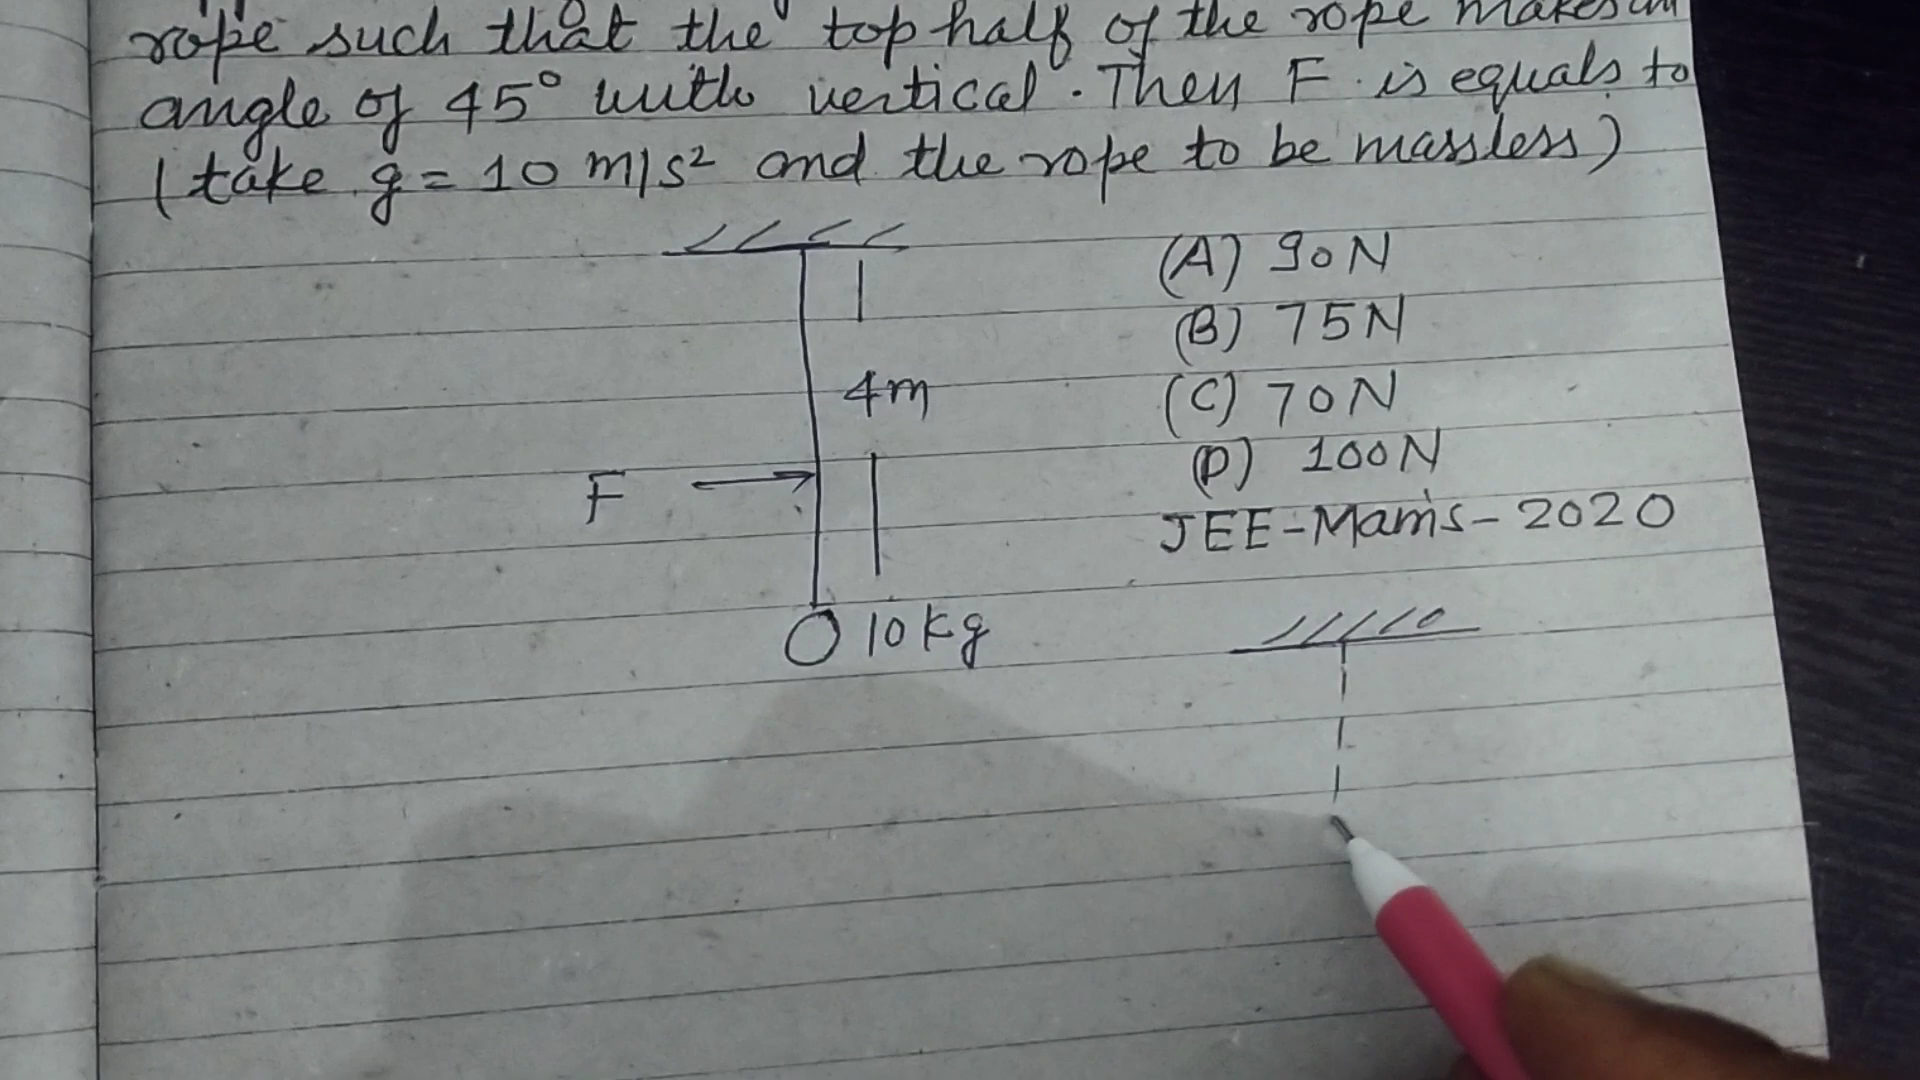 rope such that the top half of the rope makes an
angle of 45° with vertical. Then F is equals to
(take g = 10 m/s² and the rope to be massless)
(A) 90N
(B) 75N
4m
(C) 70N
(D) 100N
F
JEE-Mains-2020
10kg